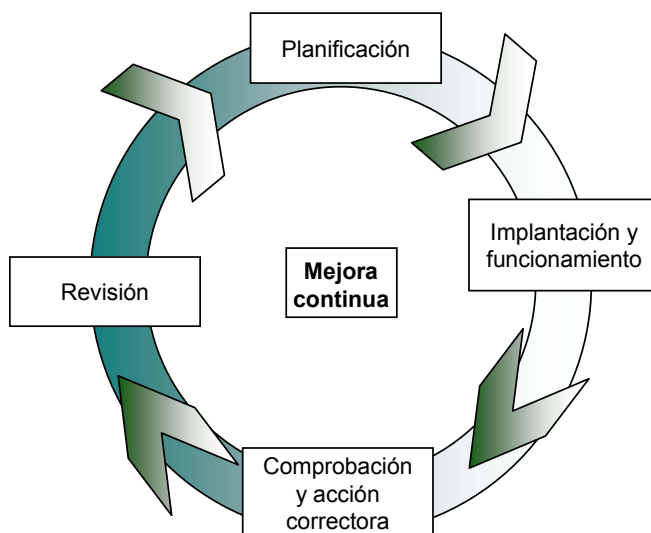 Planificación
Implantación y
funcionamiento
Mejora
continua
Revisión
Comprobación
y acción
correctora